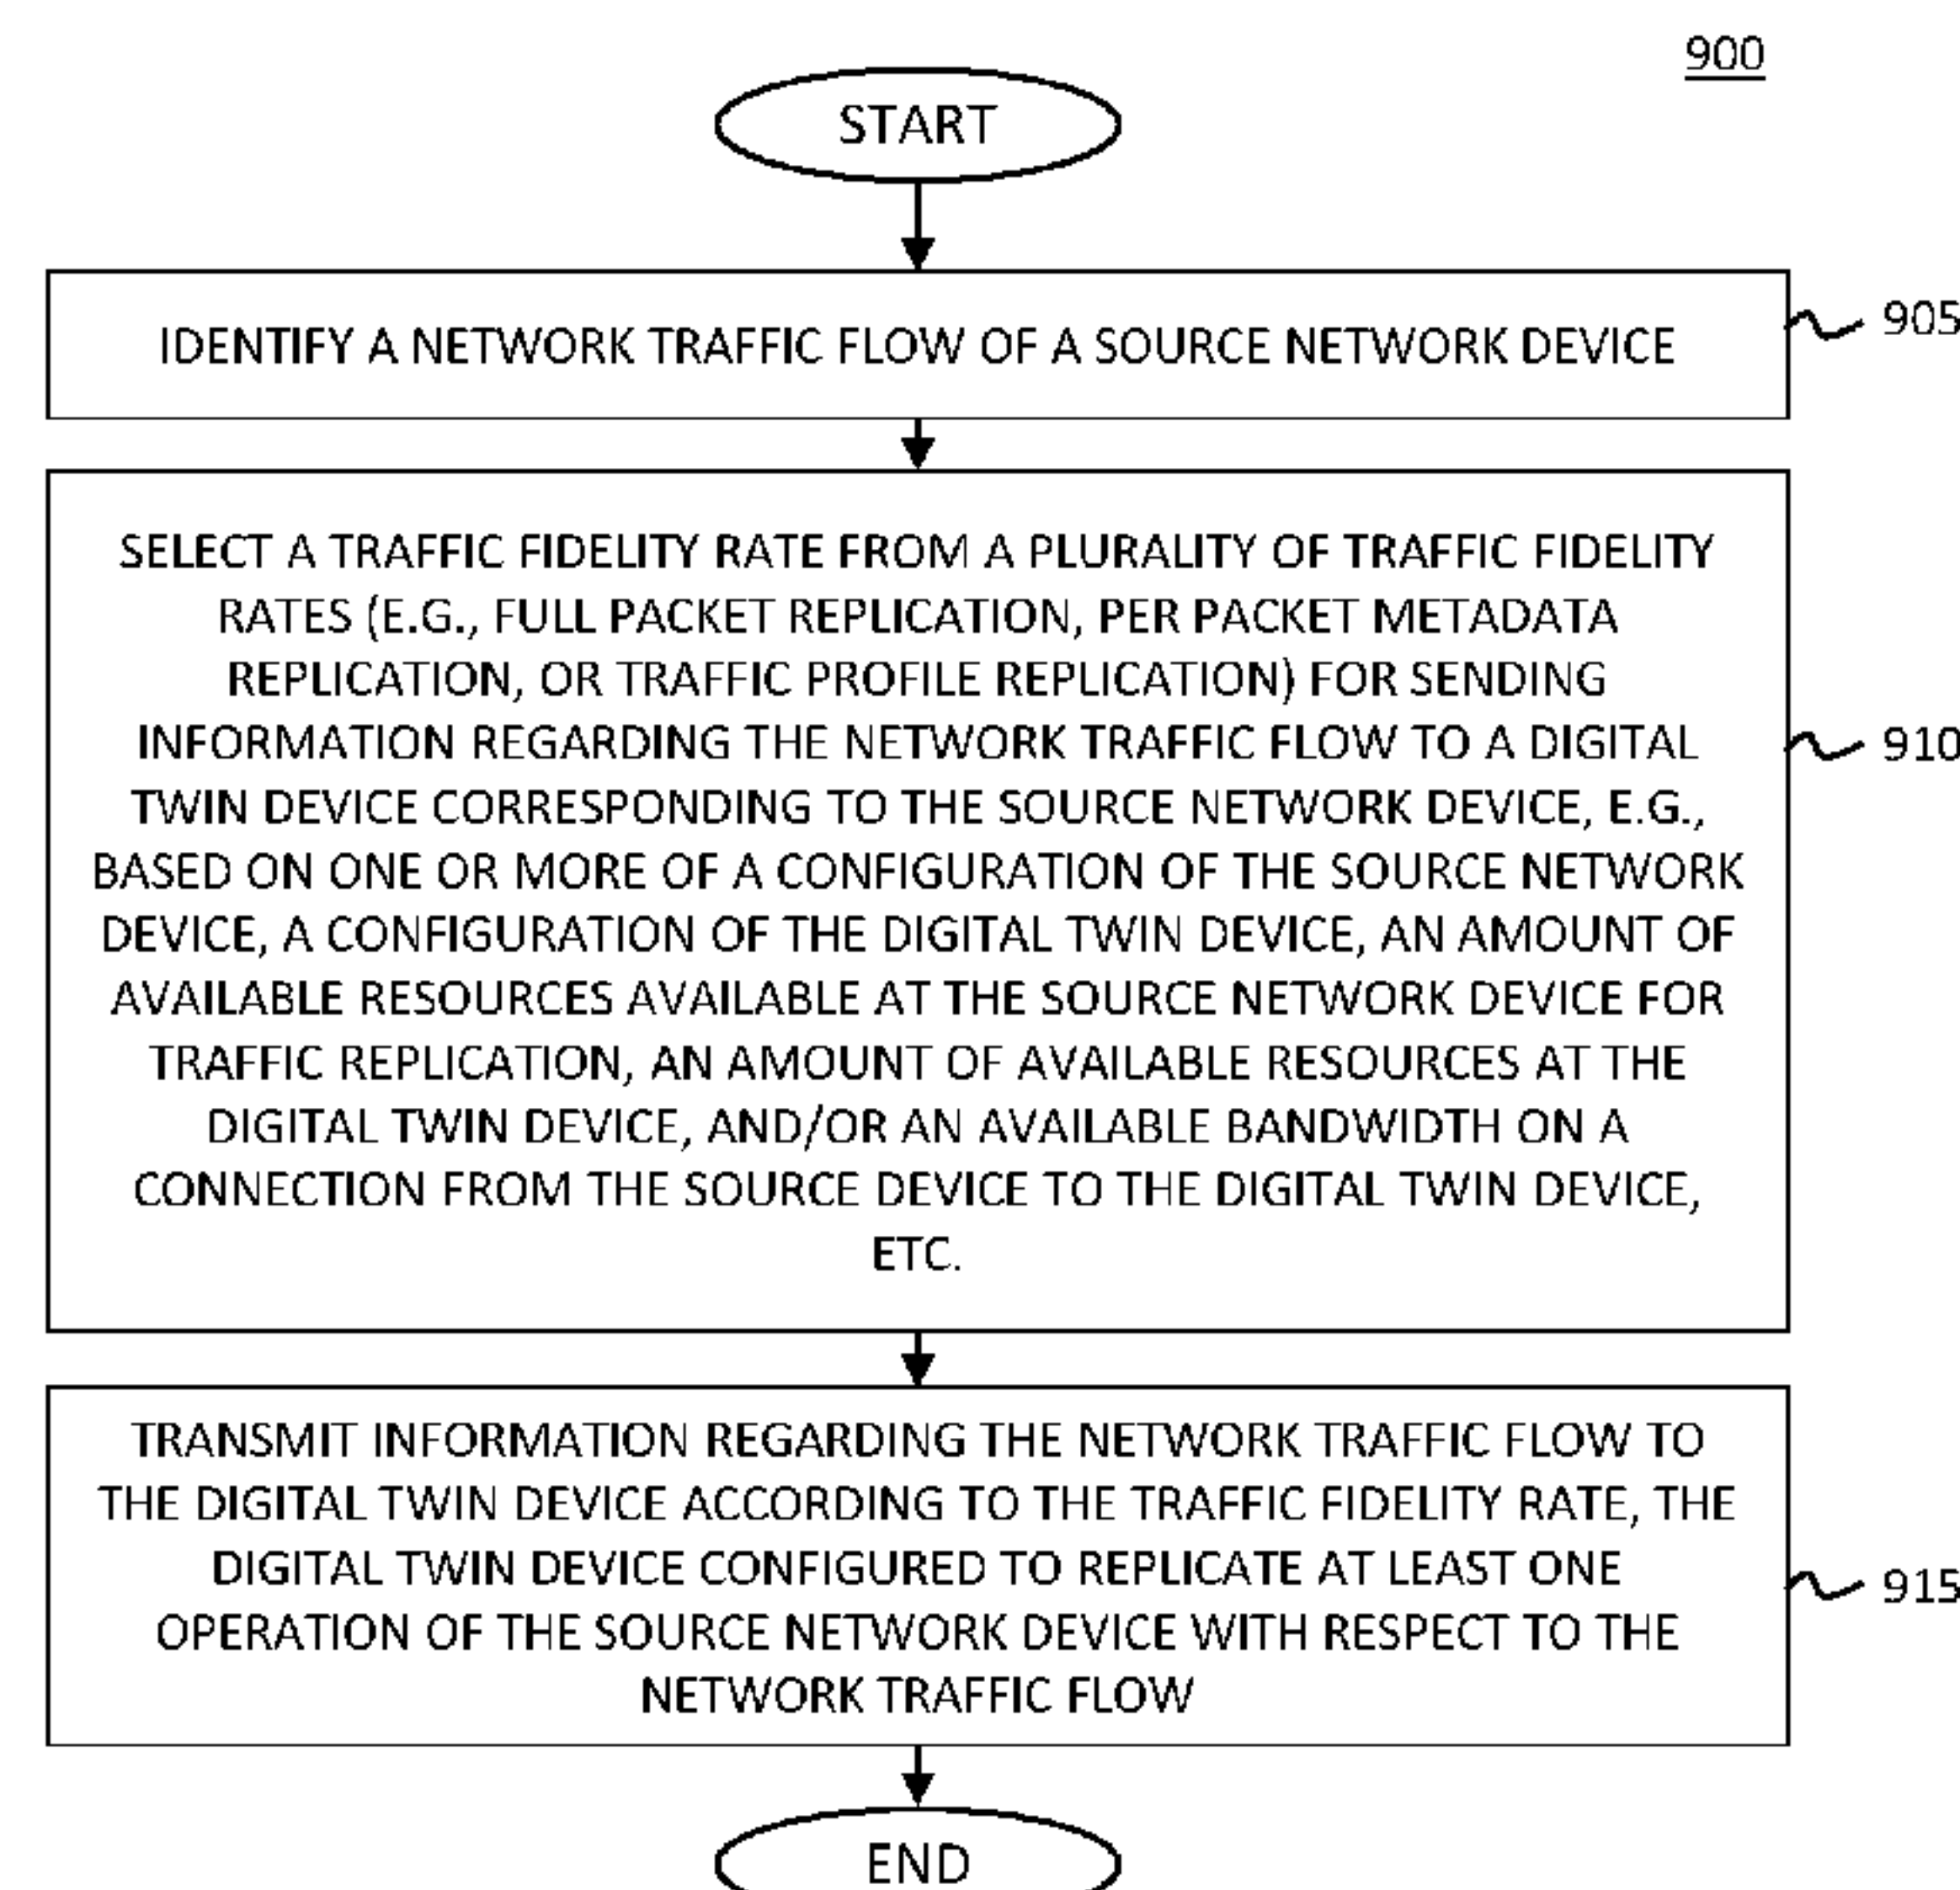 900
START
IDENTIFY A NETWORK TRAFFIC FLOW OF A SOURCE NETWORK DEVICE
905
SELECT A TRAFFIC FIDELITY RATE FROM A PLURALITY OF TRAFFIC FIDELITY
RATES (E.G., FULL PACKET REPLICATION, PER PACKET METADATA
REPLICATION, OR TRAFFIC PROFILE REPLICATION) FOR SENDING
INFORMATION REGARDING THE NETWORK TRAFFIC FLOW TO A DIGITAL
TWIN DEVICE CORRESPONDING TO THE SOURCE NETWORK DEVICE, E.G.,
BASED ON ONE OR MORE OF A CONFIGURATION OF THE SOURCE NETWORK
DEVICE, A CONFIGURATION OF THE DIGITAL TWIN DEVICE, AN AMOUNT OF
AVAILABLE RESOURCES AVAILABLE AT THE SOURCE NETWORK DEVICE FOR
TRAFFIC REPLICATION, AN AMOUNT OF AVAILABLE RESOURCES AT THE
DIGITAL TWIN DEVICE, AND/OR AN AVAILABLE BANDWIDTH ON A
CONNECTION FROM THE SOURCE DEVICE TO THE DIGITAL TWIN DEVICE,
ETC.
910
TRANSMIT INFORMATION REGARDING THE NETWORK TRAFFIC FLOW TO
THE DIGITAL TWIN DEVICE ACCORDING TO THE TRAFFIC FIDELITY RATE, THE
DIGITAL TWIN DEVICE CONFIGURED TO REPLICATE AT LEAST ONE
OPERATION OF THE SOURCE NETWORK DEVICE WITH RESPECT TO THE
NETWORK TRAFFIC FLOW
915
END